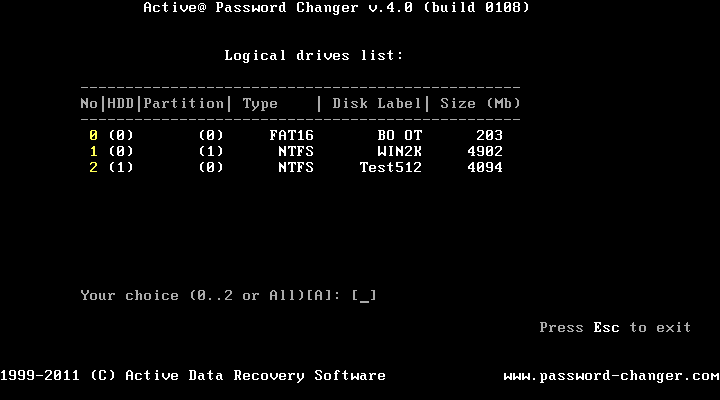 Active@ Password Changer v.4.0 (build 0108)
Logical drives list:
No|HDD|Partition| Type | Disk Label| Size (Mb)
0 (0) (0) FAT16 BO OT 203
1 (0) (1) NTFS WIN2K 4902
2 (1) (0) NTFS Test512 4094
Your choice (0..2 or All)[A]: [_]
Press Esc to exit
1999-2011 (C) Active Data Recovery Software www.password-changer.com